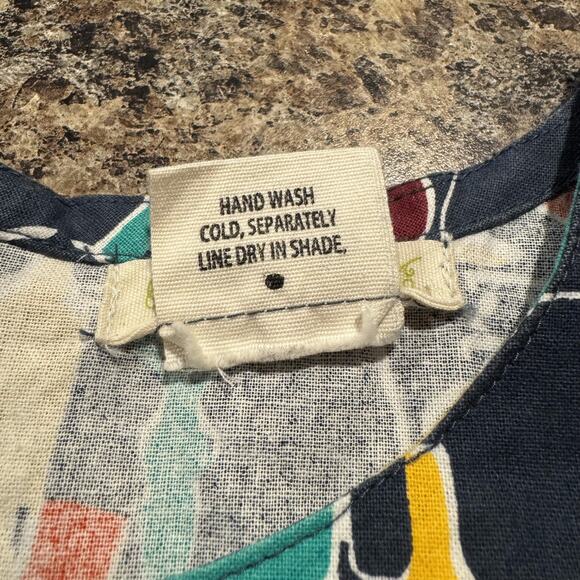 HAND WASH
COLD, SEPARATELY
LINE DRY IN SHADE,